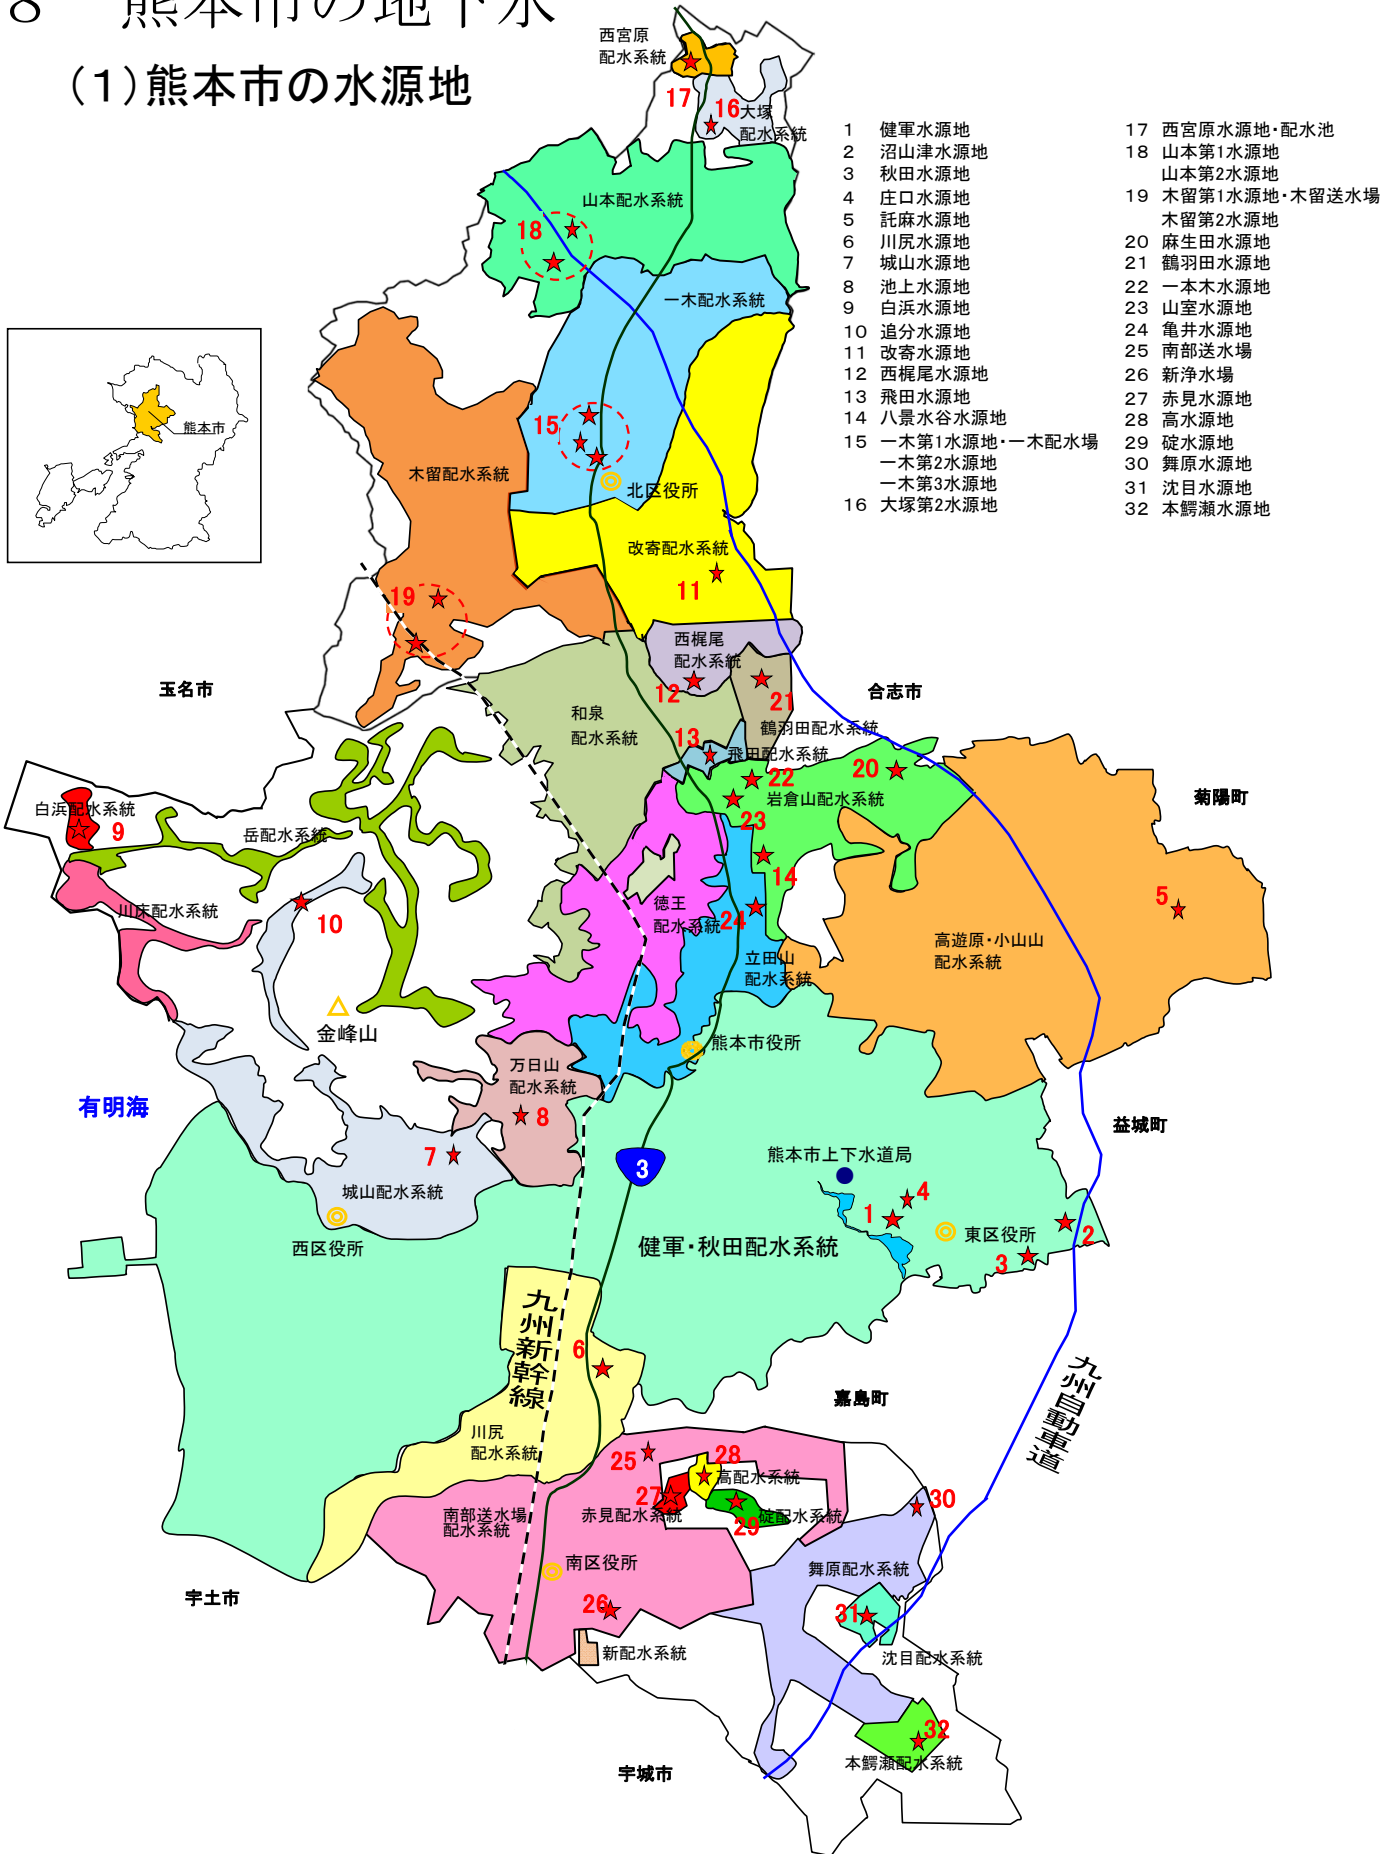 8 熊本市の地下水
(1)熊本市の水源地
1 健軍水源地
2 沼山津水源地
3 秋田水源地
4 庄口水源地
5 託麻水源地
6 川尻水源地
7 城山水源地
8 池上水源地
9 白浜水源地
10 追分水源地
11 改寄水源地
12 西梶尾水源地
13 飛田水源地
14 八景水谷水源地
15 一木第1水源地・一木配水場
一木第2水源地
一木第3水源地
16 大塚第2水源地
17 西宮原水源地・配水池
18 山本第1水源地
山本第2水源地
19 木留第1水源地・木留送水場
木留第2水源地
20 麻生田水源地
21 鶴羽田水源地
22 一本木水源地
23 山室水源地
24 亀井水源地
25 南部送水場
26 新浄水場
27 赤見水源地
28 高水源地
29 碇水源地
30 舞原水源地
31 沈目水源地
32 本鰐瀬水源地
西宮原
配水系統
17
16
大塚
配水系統
山本配水系統
18
一木配水系統
熊本市
15
木留配水系統
北区役所
改寄配水系統
11
19
西梶尾
配水系統
12
21
玉名市
合志市
和泉
配水系統
鶴羽田配水系統
13
飛田配水系統
22
20
岩倉山配水系統
23
菊陽町
白浜配水系統
9
岳配水系統
14
5
川床配水系統
10
徳王
配水系統
24
高遊原・小山山
配水系統
立田山
配水系統
金峰山
熊本市役所
万日山
配水系統
8
有明海
益城町
7
3
熊本市上下水道局
城山配水系統
4
1
2
西区役所
健軍・秋田配水系統
東区役所
3
九州新幹線
6
九州自動車道
嘉島町
川尻
配水系統
25
28
高配水系統
27
30
南部送水場
配水系統
赤見配水系統
29
碇配水系統
南区役所
舞原配水系統
宇土市
26
31
新配水系統
沈目配水系統
32
本鰐瀬配水系統
宇城市